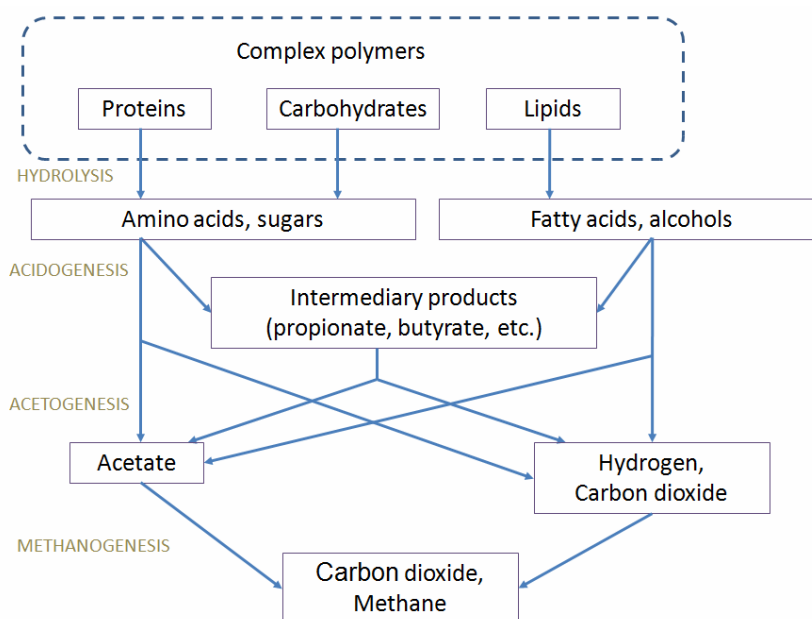 Complex polymers
Proteins
Carbohydrates
Lipids
HYDROLYSIS
Amino acids, sugars
Fatty acids, alcohols
ACIDOGENESIS
Intermediary products
(propionate, butyrate, etc.)
ACETOGENESIS
Acetate
Hydrogen,
Carbon dioxide
METHANOGENESIS
Carbon dioxide,
Methane